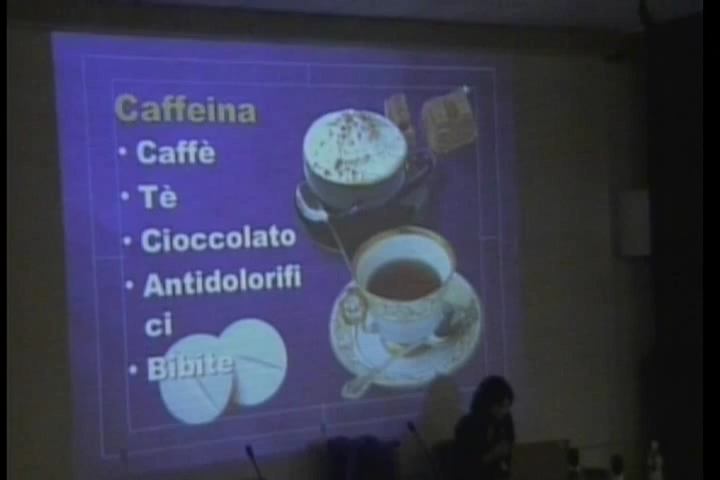 Caffeina
• Caffè
• Tè
• Cioccolato
• Antidolorifi
ci
• Bibite